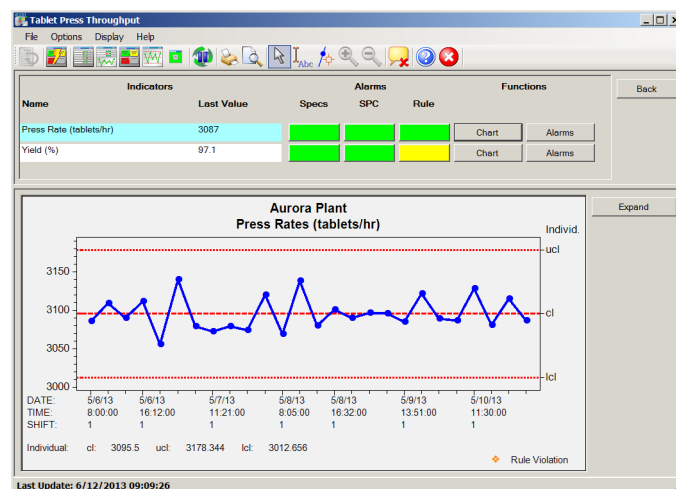 Tablet Press Throughput
File Options Display Help
Abc
Indicators Alarms Functions
Name Last Value Specs SPC Rule
Back
Press Rate (tablets/hr) 3087 Chart Alarms
Yield (%) 97.1 Chart Alarms
Expand
Aurora Plant
Press Rates (tablets/hr)
Individ.
ucl
3150
3100
cl
3050
lcl
3000
DATE: 5/6/13 5/6/13 5/7/13 5/8/13 5/8/13 5/9/13 5/10/13
TIME: 8:00:00 16:12:00 11:21:00 8:05:00 16:32:00 13:51:00 11:30:00
SHIFT: 1 1 1 1 1 1 1
Individual: cl: 3095.5 ucl: 3178.344 lcl: 3012.656
Rule Violation
Last Update: 6/12/2013 09:09:26